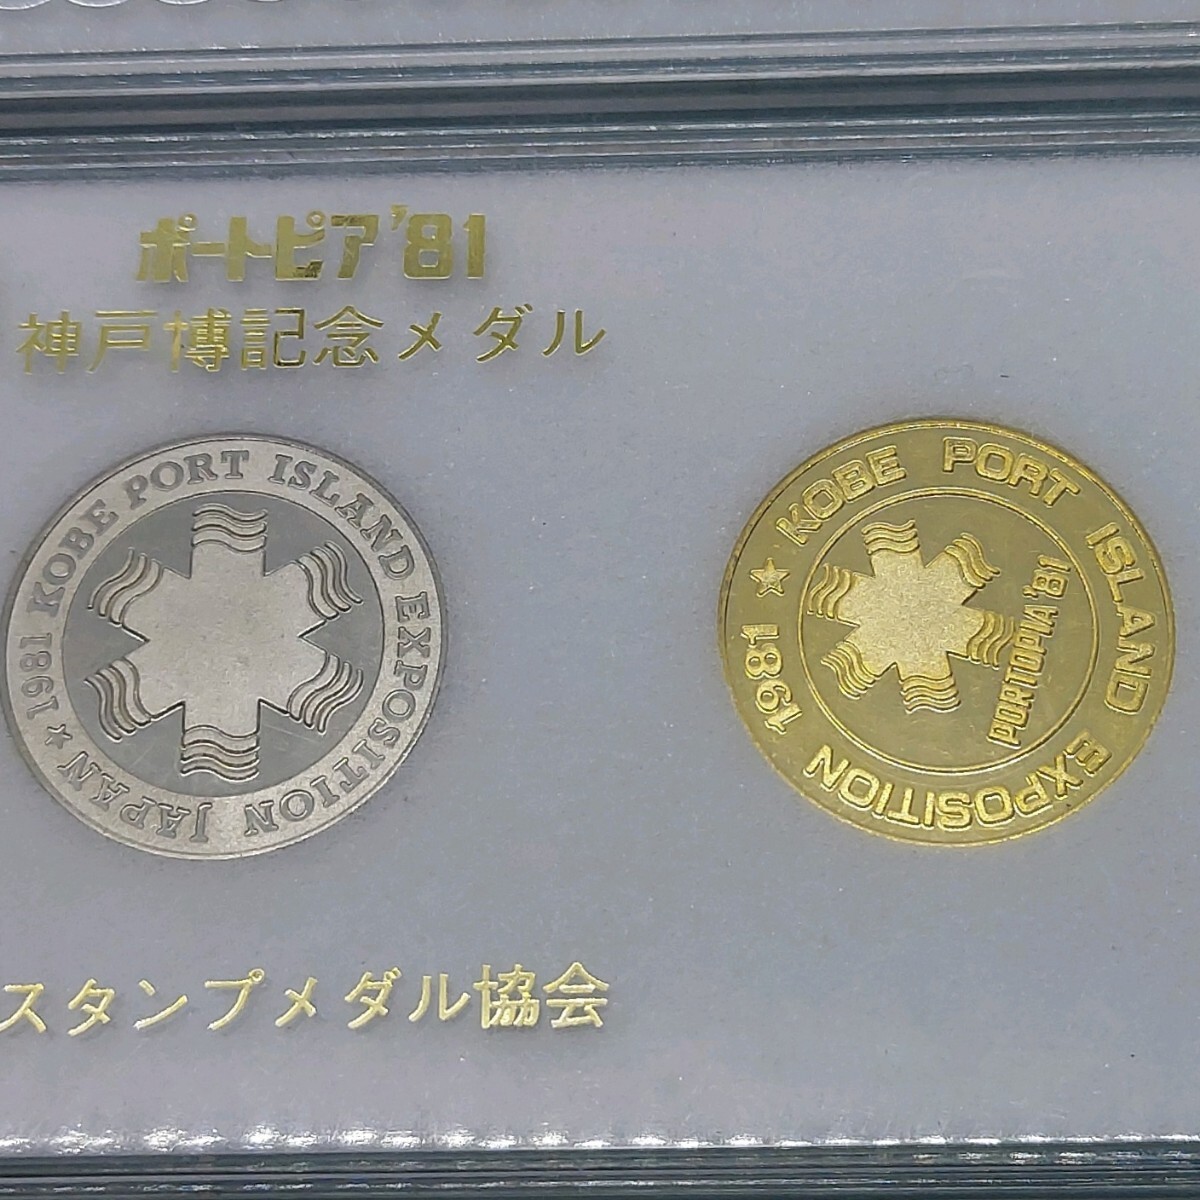 ポートピア'81
神戸博記念メダル
1981 KOBE PORT ISLAND EXPOSITION JAPAN ★
★ KOBE PORT ISLAND EXPOSITION 1981
PORTOPIA'81
スタンプメダル協会